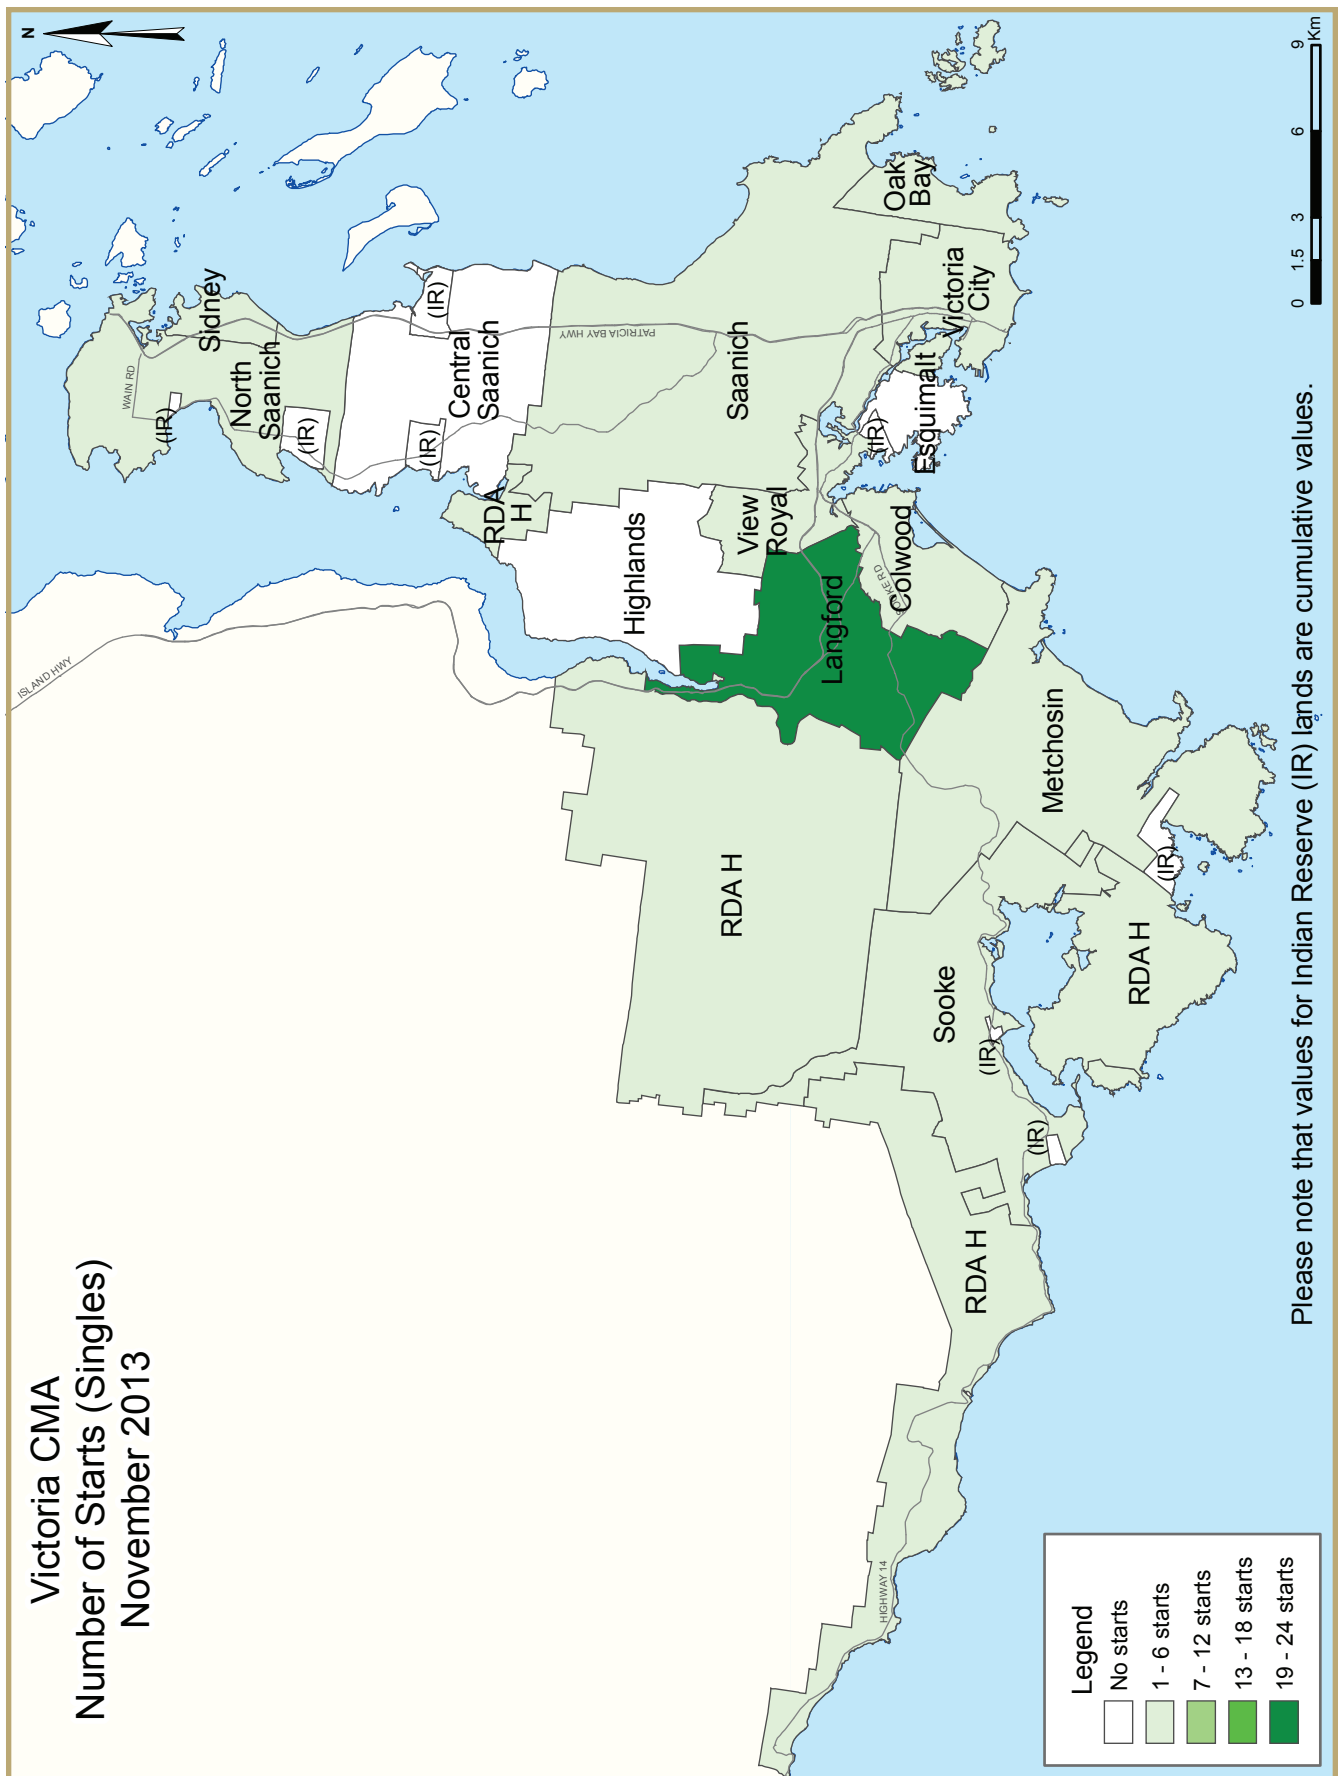 Victoria CMA
Number of Starts (Singles)
November 2013
N
ISLAND HWY
WAIN RD
Sidney
North
Saanich
(IR)
(IR)
(IR)
(IR)
Central
Saanich
PATRICIA BAY HWY
RDA
H
Highlands
Saanich
View
Royal
Oak
Bay
Victoria
City
Esquimalt
(IR)
Langford
Colwood
SOOKE RD
Metchosin
(IR)
RDA H
RDA H
Sooke
(IR)
(IR)
RDA H
HIGHWAY 14
Legend
No starts
1 - 6 starts
7 - 12 starts
13 - 18 starts
19 - 24 starts
0 1.5 3 6 9
Km
Please note that values for Indian Reserve (IR) lands are cumulative values.